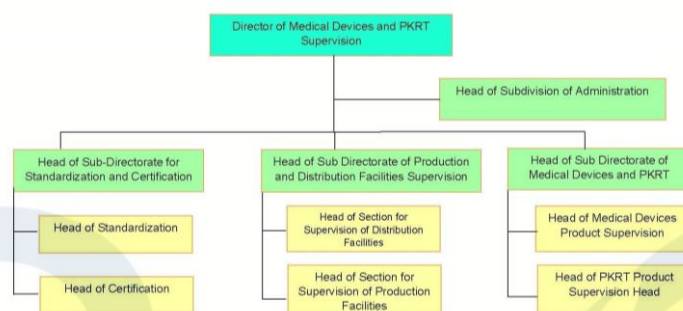 Director of Medical Devices and PKRT
Supervision
Head of Subdivision of Administration
Head of Sub-Directorate for
Standardization and Certification
Head of Sub Directorate of Production
and Distribution Facilities Supervision
Head of Sub Directorate of
Medical Devices and PKRT
Head of Standardization
Head of Section for
Supervision of Distribution
Facilities
Head of Medical Devices
Product Supervision
Head of Certification
Head of Section for
Supervision of Production
Facilities
Head of PKRT Product
Supervision Head